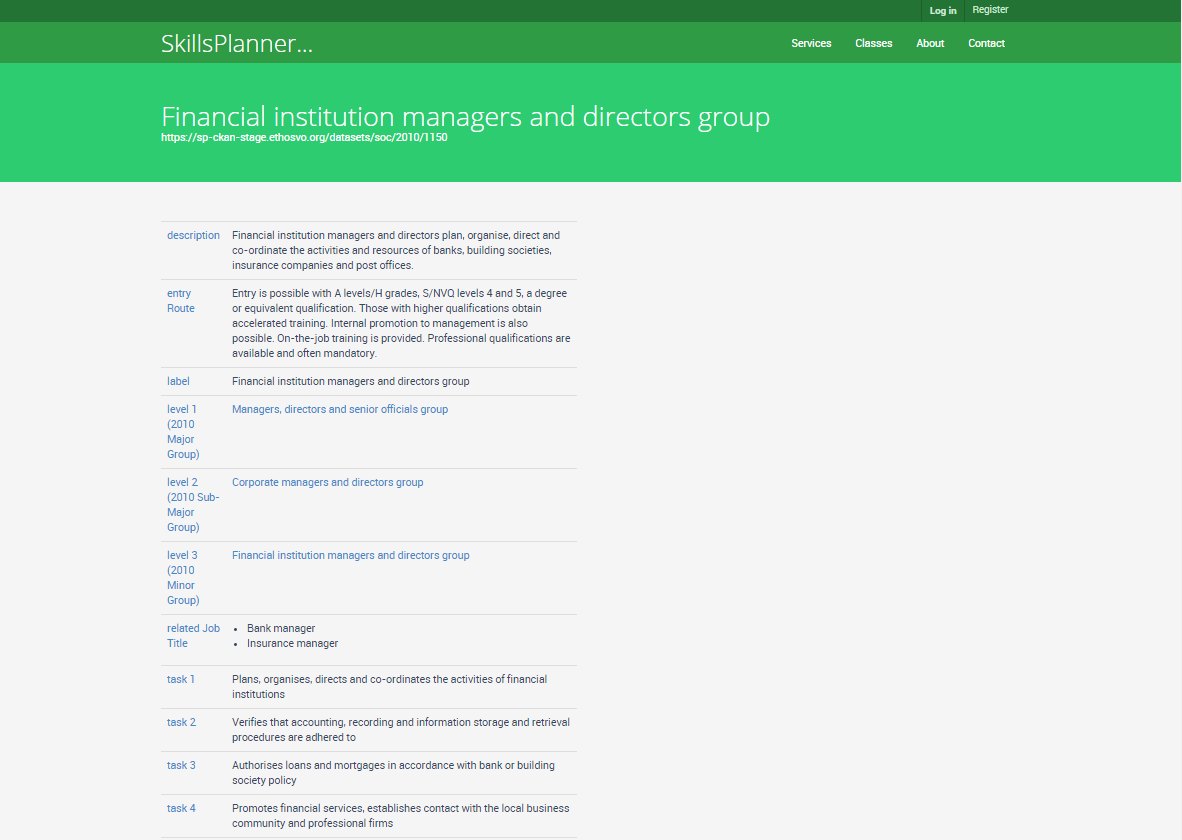 Log in
Register
SkillsPlanner...
Services
Classes
About
Contact
Financial institution managers and directors group
https://sp-ckan-stage.ethosvo.org/datasets/soc/2010/1150
description
Financial institution managers and directors plan, organise, direct and
co-ordinate the activities and resources of banks, building societies,
insurance companies and post offices.
entry
Route
Entry is possible with A levels/H grades, S/NVQ levels 4 and 5, a degree
or equivalent qualification. Those with higher qualifications obtain
accelerated training. Internal promotion to management is also
possible. On-the-job training is provided. Professional qualifications are
available and often mandatory.
label
Financial institution managers and directors group
level 1
(2010
Major
Group)
Managers, directors and senior officials group
level 2
(2010 Sub-
Major
Group)
Corporate managers and directors group
level 3
(2010
Minor
Group)
Financial institution managers and directors group
related Job
Title
• Bank manager
• Insurance manager
task 1
Plans, organises, directs and co-ordinates the activities of financial
institutions
task 2
Verifies that accounting, recording and information storage and retrieval
procedures are adhered to
task 3
Authorises loans and mortgages in accordance with bank or building
society policy
task 4
Promotes financial services, establishes contact with the local business
community and professional firms